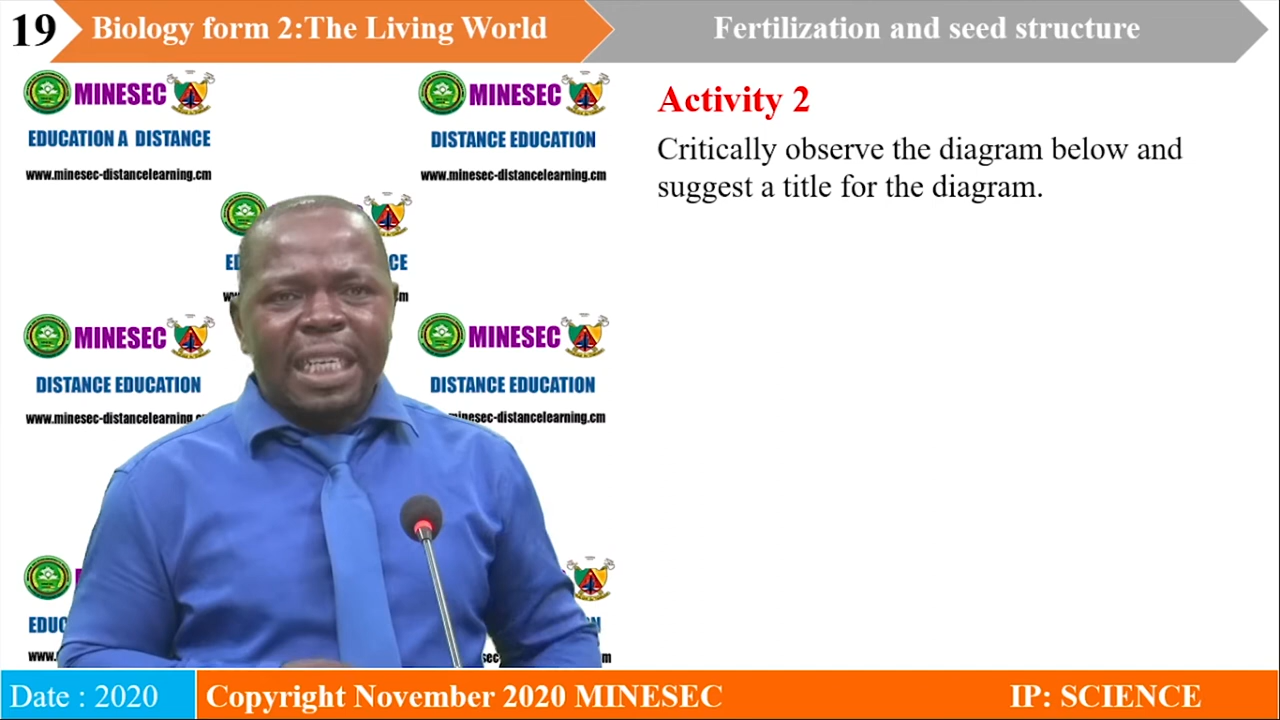 19
Biology form 2:The Living World
Fertilization and seed structure
MINESEC
EDUCATION A DISTANCE
www.minesec-distancelearning.cm
MINESEC
DISTANCE EDUCATION
www.minesec-distancelearning.cm
Activity 2
Critically observe the diagram below and
suggest a title for the diagram.
MINESEC
DISTANCE EDUCATION
www.minesec-distancelearning
MINESEC
DISTANCE EDUCATION
minesec-distancelearning.cm
Date : 2020
Copyright November 2020 MINESEC
IP: SCIENCE